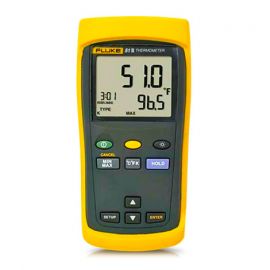 FLUKE 51 II THERMOMETER
51.0 °F
3:01
96.5
TYPE
K MAX
CANCEL
MIN MAX
°C/°F/K
HOLD
SETUP
ENTER